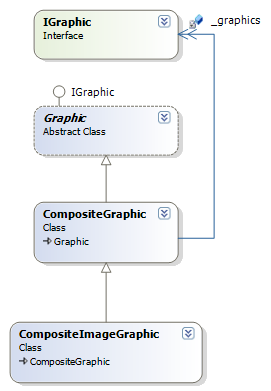 IGraphic
Interface
_graphics
IGraphic
Graphic
Abstract Class
CompositeGraphic
Class
Graphic
CompositeImageGraphic
Class
CompositeGraphic